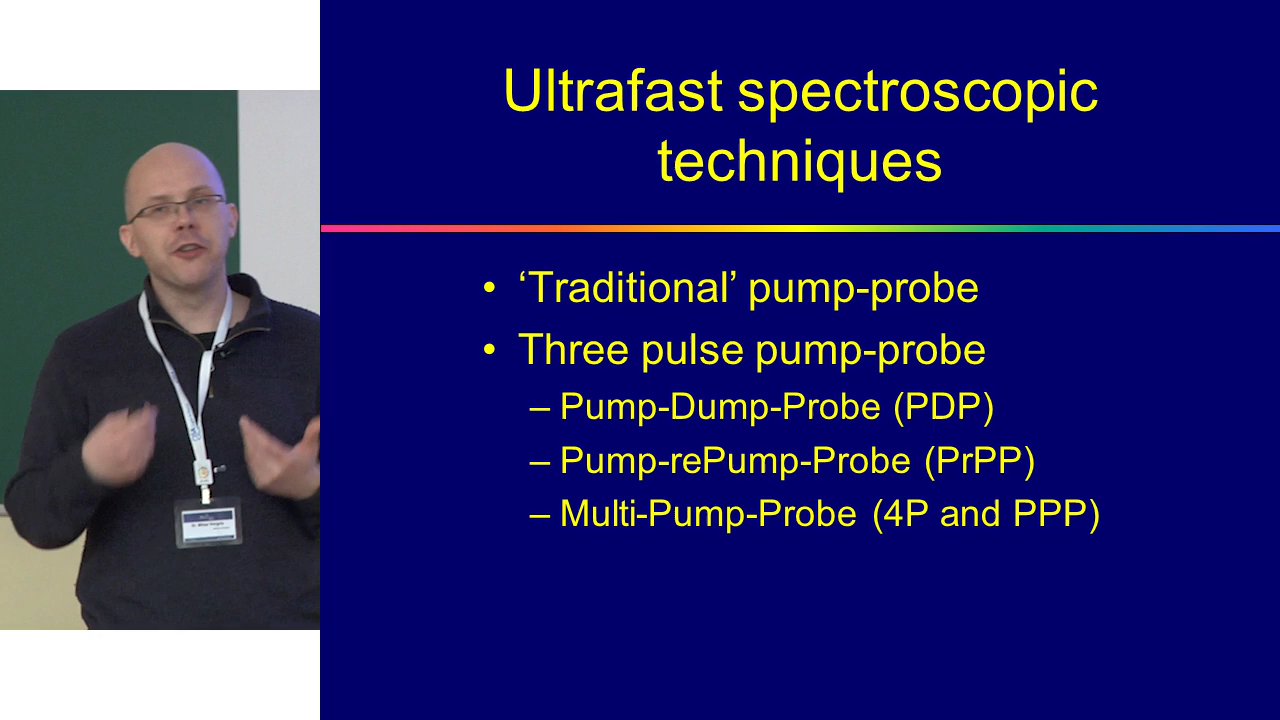 Ultrafast spectroscopic
techniques
• ‘Traditional’ pump-probe
• Three pulse pump-probe
– Pump-Dump-Probe (PDP)
– Pump-rePump-Probe (PrPP)
– Multi-Pump-Probe (4P and PPP)